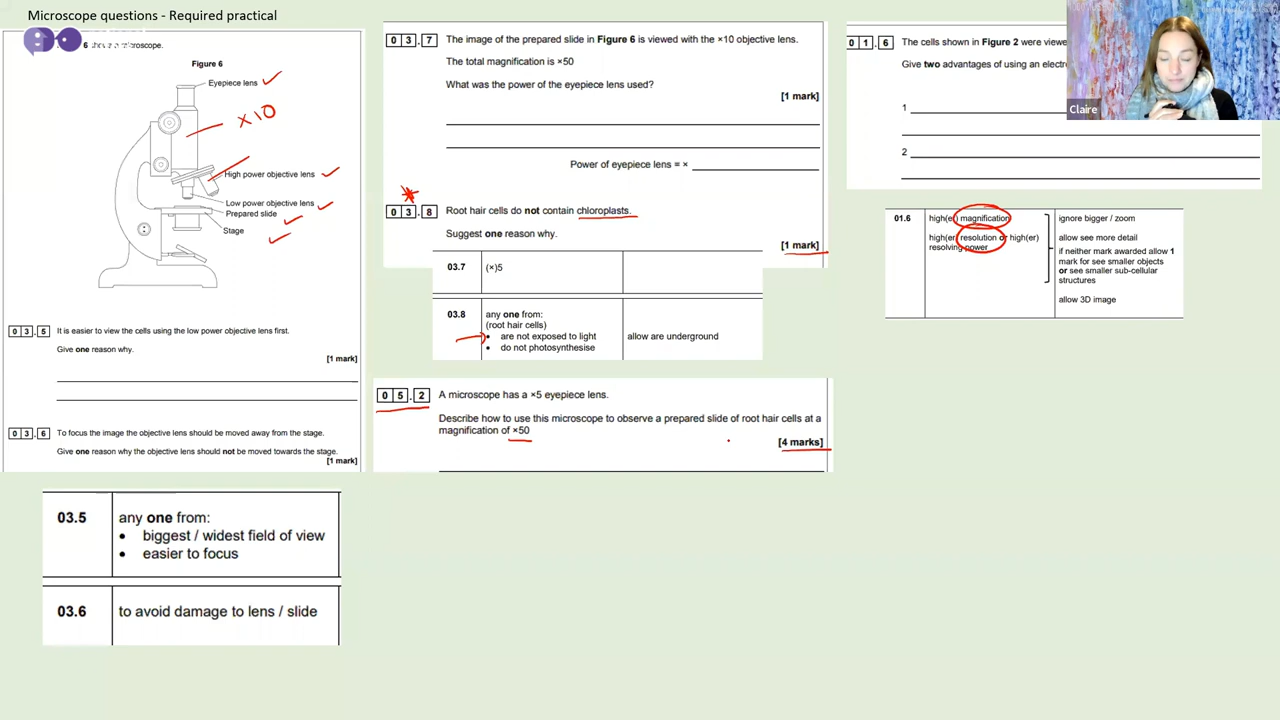 Microscope questions - Required practical
6 shows a microscope.
Figure 6
Eyepiece lens
×10
High power objective lens
Low power objective lens
Prepared slide
Stage
0 3 . 5 It is easier to view the cells using the low power objective lens first.
Give one reason why.
[1 mark]
0 3 . 6 To focus the image the objective lens should be moved away from the stage.
Give one reason why the objective lens should not be moved towards the stage.
[1 mark]
03.5 any one from:
• biggest / widest field of view
• easier to focus
03.6 to avoid damage to lens / slide
0 3 . 7 The image of the prepared slide in Figure 6 is viewed with the ×10 objective lens.
The total magnification is ×50
What was the power of the eyepiece lens used?
[1 mark]
Power of eyepiece lens = ×
0 3 . 8 Root hair cells do not contain chloroplasts.
Suggest one reason why.
[1 mark]
03.7 (×)5
03.8 any one from:
(root hair cells)
• are not exposed to light allow are underground
• do not photosynthesise
0 5 . 2 A microscope has a ×5 eyepiece lens.
Describe how to use this microscope to observe a prepared slide of root hair cells at a
magnification of ×50
[4 marks]
0 1 . 6 The cells shown in Figure 2 were viewe
Give two advantages of using an electr
1
2
Claire
01.6 high(er) magnification ignore bigger / zoom
high(er) resolution or high(er) allow see more detail
resolving power
if neither mark awarded allow 1
mark for see smaller objects
or see smaller sub-cellular
structures
allow 3D image